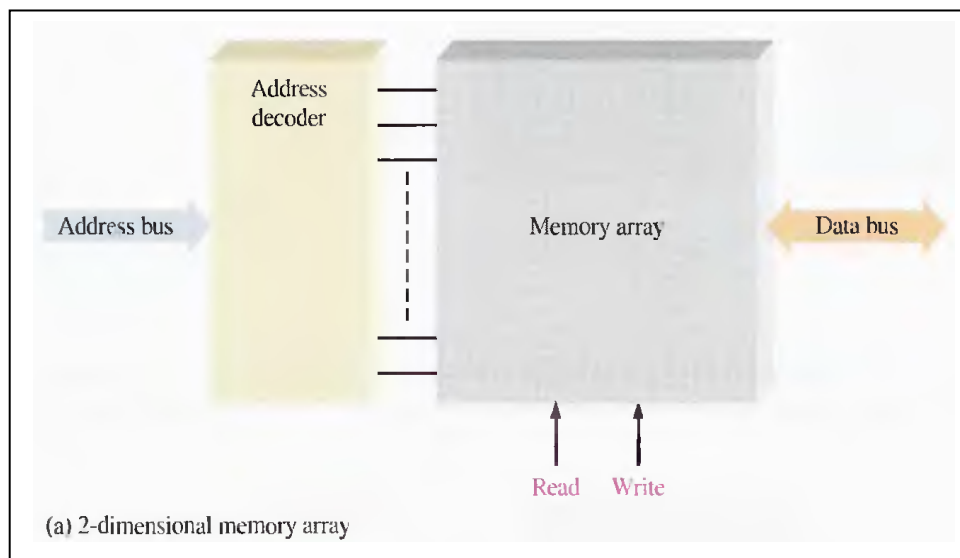 Address
decoder
Address bus
Memory array
Data bus
Read Write
(a) 2-dimensional memory array